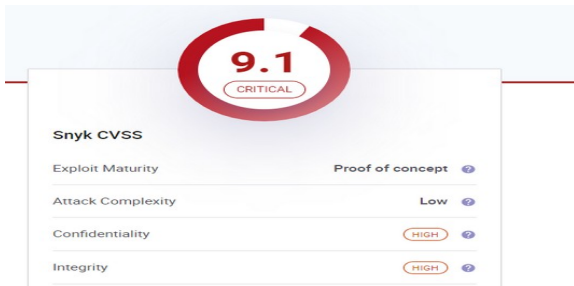 9.1
CRITICAL
Snyk CVSS
Exploit Maturity Proof of concept ?
Attack Complexity Low ?
Confidentiality HIGH ?
Integrity HIGH ?